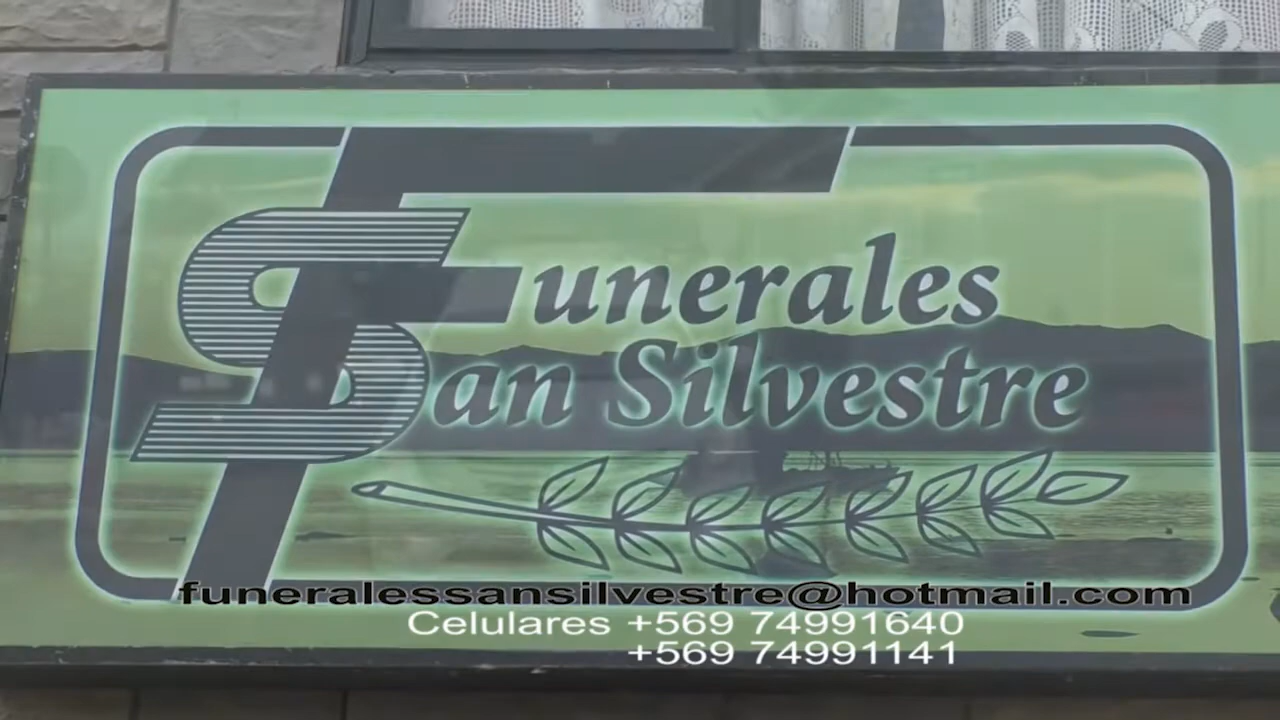 Funerales
San Silvestre
funeralessansilvestre@hotmail.com
Celulares +569 74991640
+569 74991141